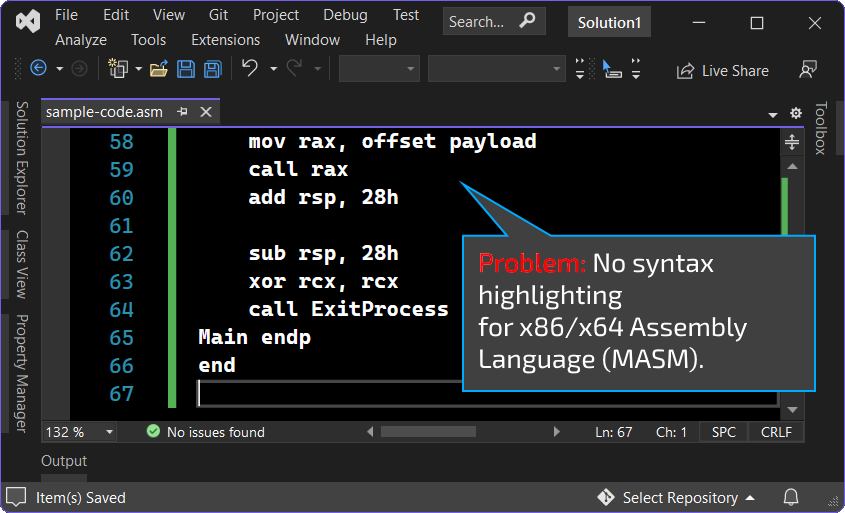 File Edit View Git Project Debug Test
Analyze Tools Extensions Window Help
Search...
Solution1
Live Share
sample-code.asm
Solution Explorer
Class View
Property Manager
Toolbox
58 mov rax, offset payload
59 call rax
60 add rsp, 28h
61
62 sub rsp, 28h
63 xor rcx, rcx
64 call ExitProcess
65 Main endp
66 end
67
Problem: No syntax
highlighting
for x86/x64 Assembly
Language (MASM).
132 % No issues found Ln: 67 Ch: 1 SPC CRLF
Output
Item(s) Saved Select Repository